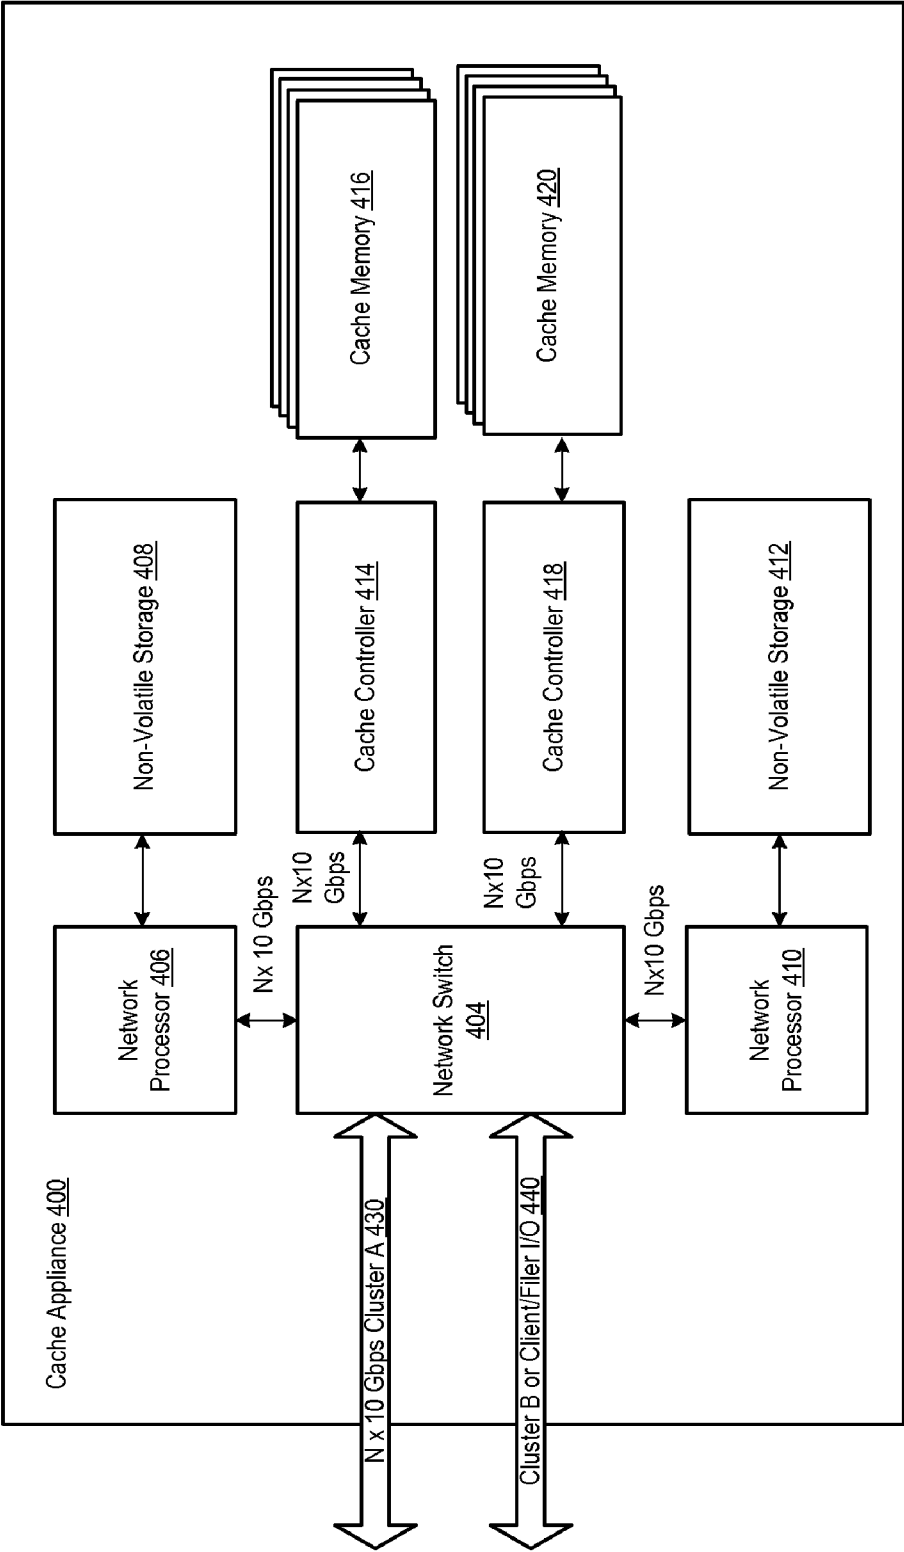 Cache Appliance 400
Network
Processor 406
Non-Volatile Storage 408
Nx 10 Gbps
Nx10
Gbps
Cache Controller 414
Cache Memory 416
N x 10 Gbps Cluster A 430
Network Switch
404
Cluster B or Client/Filer I/O 440
Nx10
Gbps
Cache Controller 418
Cache Memory 420
Nx10 Gbps
Network
Processor 410
Non-Volatile Storage 412